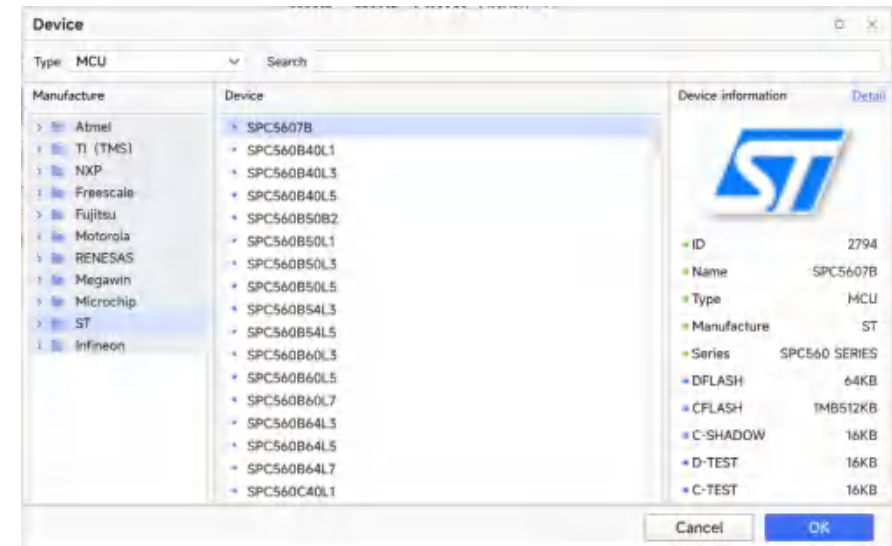 Device
Type MCU Search
Manufacture Device Device information Detail
Atmel
TI (TMS)
NXP
Freescale
Fujitsu
Motorola
RENESAS
Megawin
Microchip
ST
Infineon
SPC5607B
SPC560B40L1
SPC560B40L3
SPC560B40L5
SPC560B50B2
SPC560B50L1
SPC560B50L3
SPC560B50L5
SPC560B54L3
SPC560B54L5
SPC560B60L3
SPC560B60L5
SPC560B60L7
SPC560B64L3
SPC560B64L5
SPC560B64L7
SPC560C40L1
ST
ID 2794
Name SPC5607B
Type MCU
Manufacture ST
Series SPC560 SERIES
DFLASH 64KB
CFLASH 1MB512KB
C-SHADOW 16KB
D-TEST 16KB
C-TEST 16KB
Cancel OK